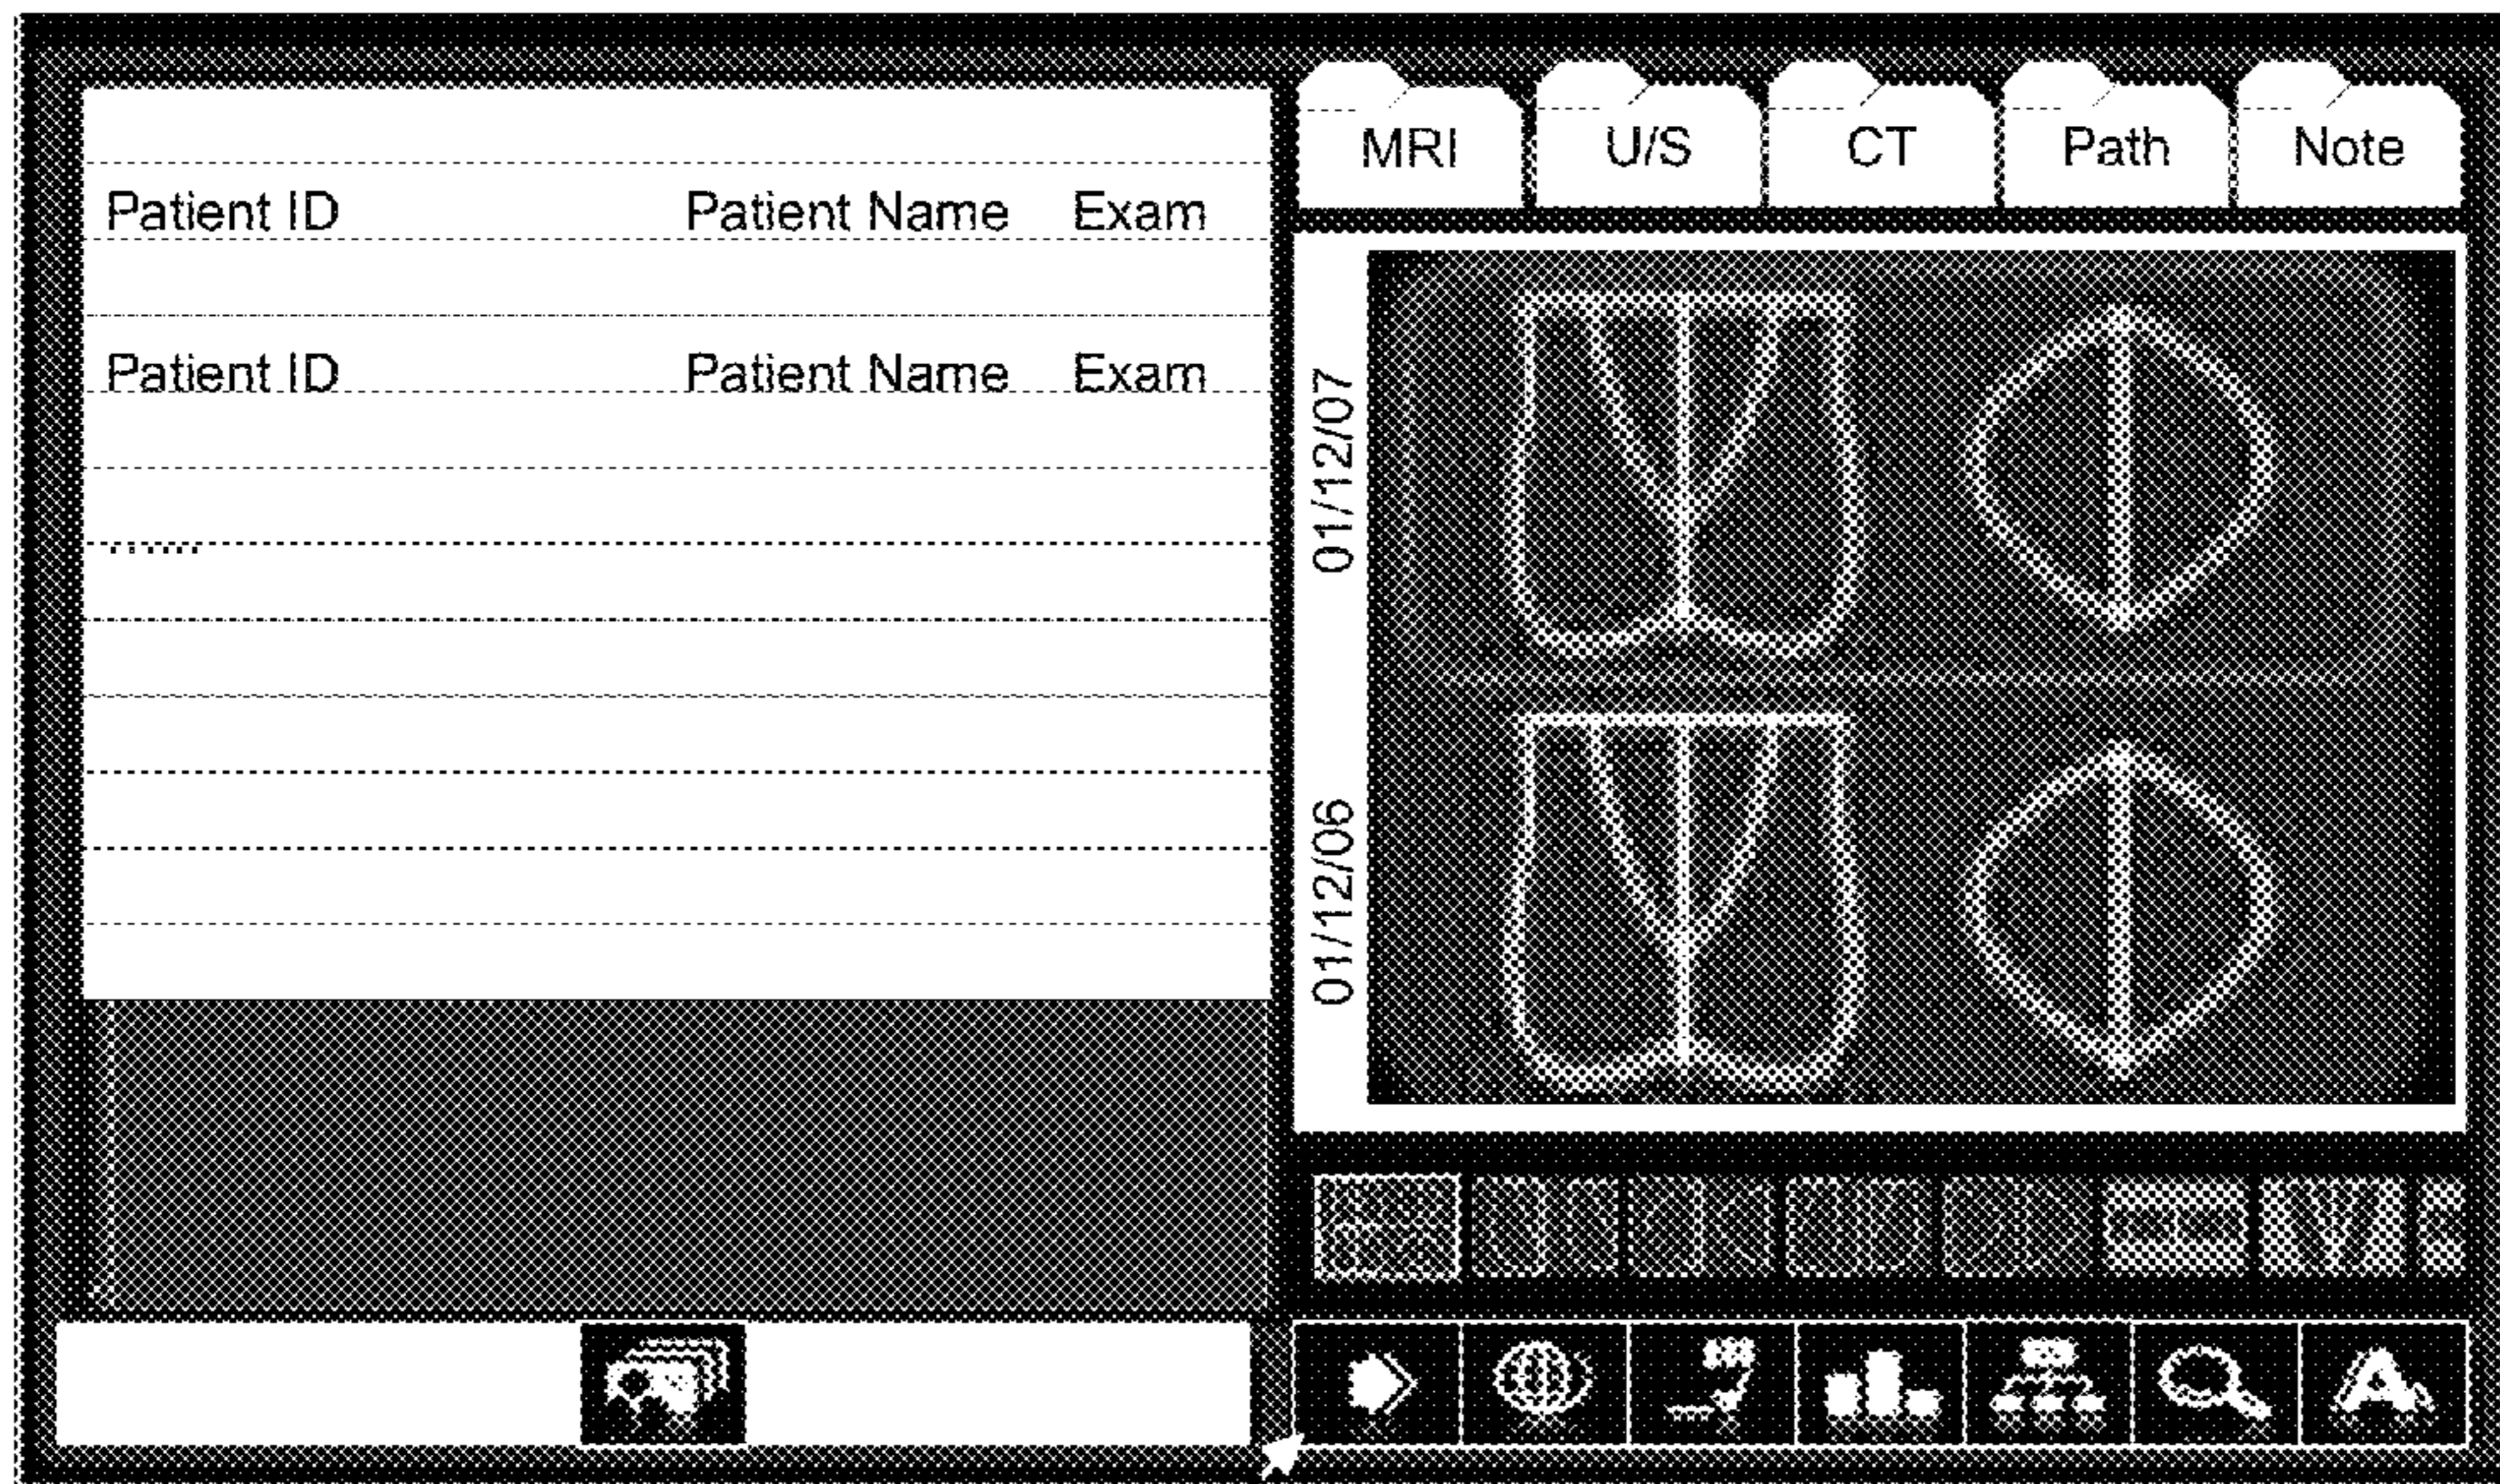 MRI U/S CT Path Note
Patient ID Patient Name Exam
Patient ID Patient Name Exam
.......
01/12/07
01/12/06
A